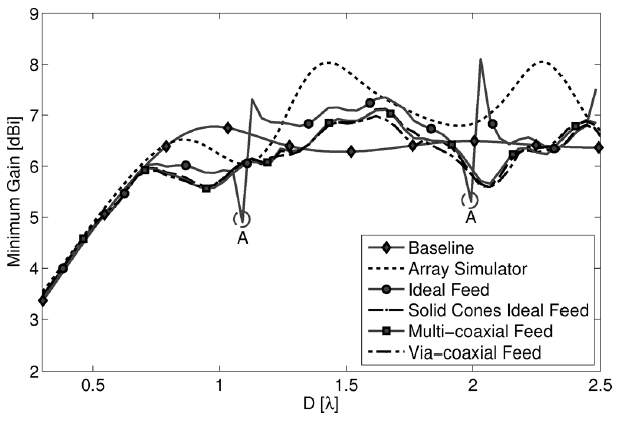 9
8
7
6
5
4
3
2
Minimum Gain [dBi]
A
A
Baseline
Array Simulator
Ideal Feed
Solid Cones Ideal Feed
Multi-coaxial Feed
Via-coaxial Feed
0.5 1 1.5 2 2.5
D [λ]